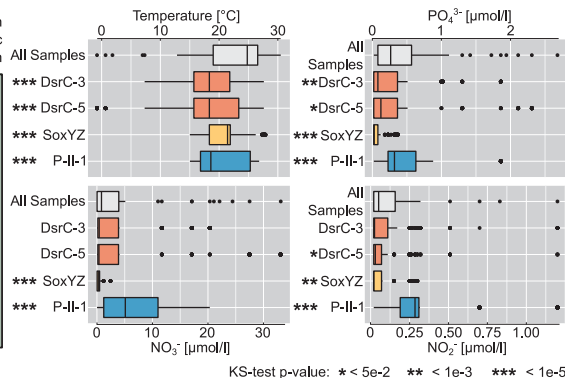 Temperature [°C]
0 10 20 30
All Samples
*** DsrC-3
*** DsrC-5
*** SoxYZ
*** P-II-1
PO₄³⁻ [µmol/l]
0 1 2
All Samples
**DsrC-3
*DsrC-5
*** SoxYZ
*** P-II-1
All Samples
DsrC-3
DsrC-5
*** SoxYZ
*** P-II-1
0 10 20 30
NO₃⁻ [µmol/l]
All Samples
DsrC-3
*DsrC-5
** SoxYZ
*** P-II-1
0 0,25 0,50 1,00
NO₂⁻ [µmol/l]
KS-test p-value: * < 5e-2 ** < 1e-3 *** < 1e-5